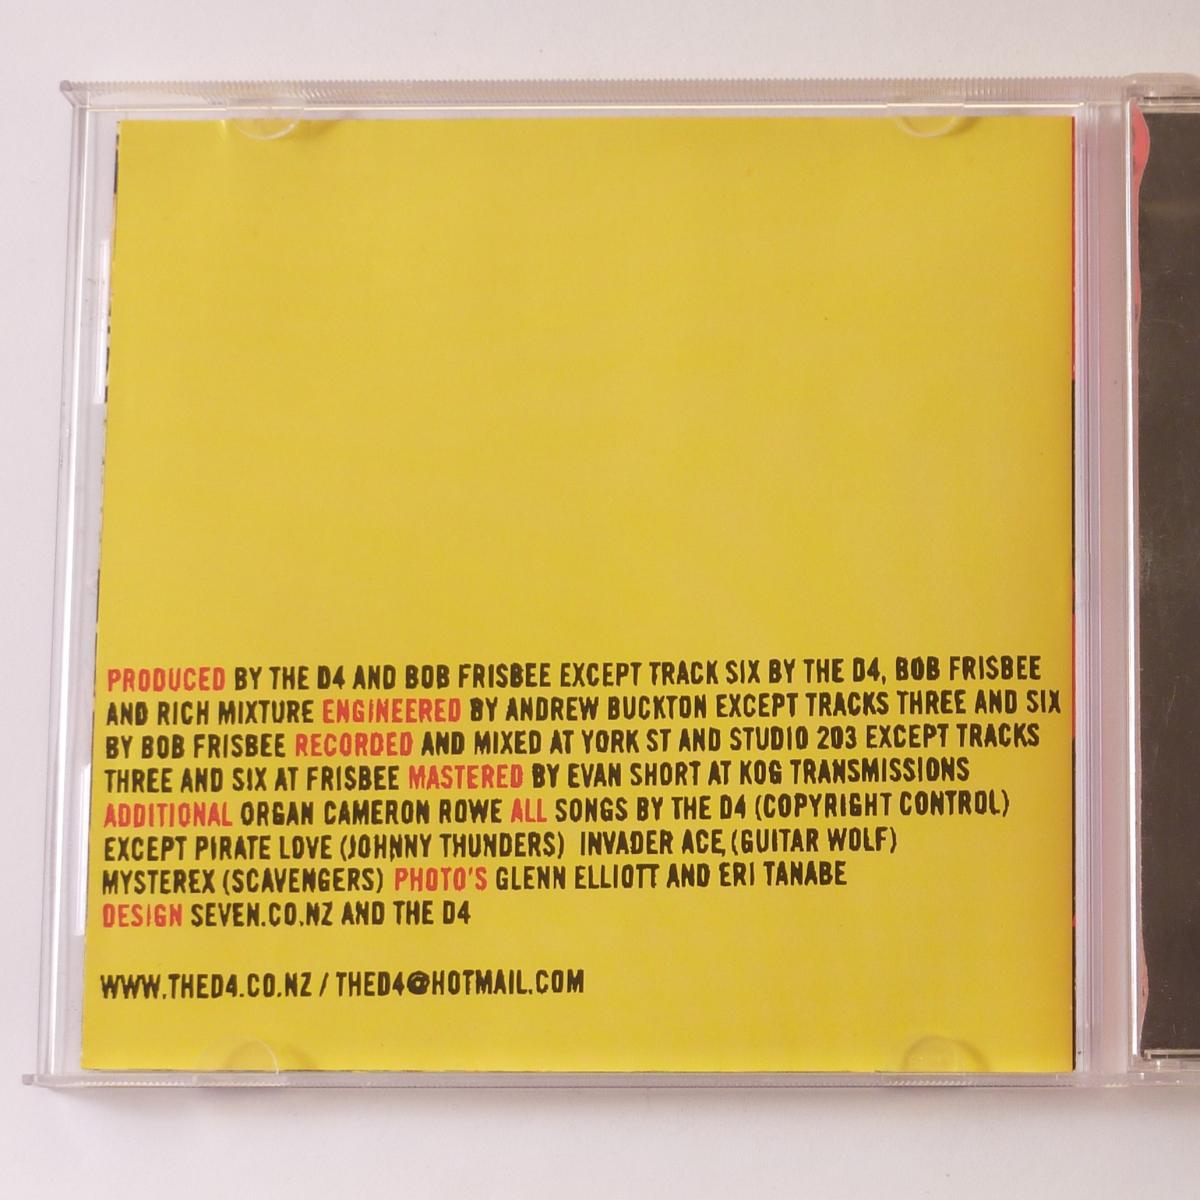 PRODUCED BY THE D4 AND BOB FRISBEE EXCEPT TRACK SIX BY THE D4, BOB FRISBEE
AND RICH MIXTURE ENGINEERED BY ANDREW BUCKTON EXCEPT TRACKS THREE AND SIX
BY BOB FRISBEE RECORDED AND MIXED AT YORK ST AND STUDIO 203 EXCEPT TRACKS
THREE AND SIX AT FRISBEE MASTERED BY EVAN SHORT AT KOG TRANSMISSIONS
ADDITIONAL ORGAN CAMERON ROWE ALL SONGS BY THE D4 (COPYRIGHT CONTROL)
EXCEPT PIRATE LOVE (JOHNNY THUNDERS) INVADER ACE, (GUITAR WOLF)
MYSTEREX (SCAVENGERS) PHOTO'S GLENN ELLIOTT AND ERI TANABE
DESIGN SEVEN.CO.NZ AND THE D4
WWW.THED4.CO.NZ / THED4@HOTMAIL.COM